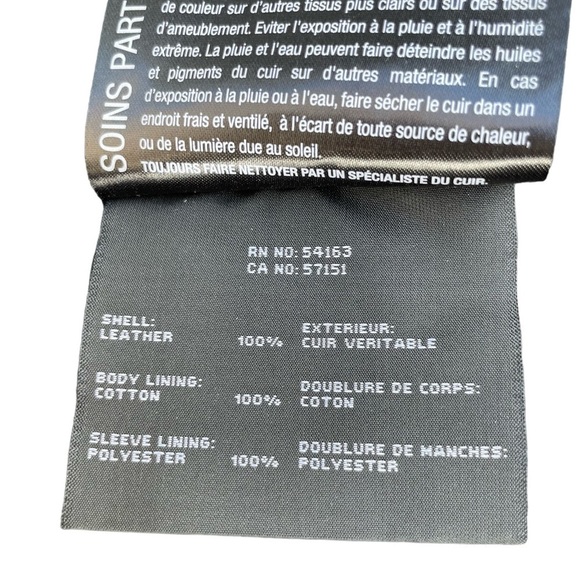 SOINS PART
de couleur sur d'autres tissus plus clairs ou sur des tissus
d'ameublement. Eviter l'exposition à la pluie et à l'humidité
extrême. La pluie et l'eau peuvent faire déteindre les huiles
et pigments du cuir sur d'autres matériaux. En cas
d'exposition à la pluie ou à l'eau, faire sécher le cuir dans un
endroit frais et ventilé, à l'écart de toute source de chaleur,
ou de la lumière due au soleil.
TOUJOURS FAIRE NETTOYER PAR UN SPÉCIALISTE DU CUIR.
RN NO: 54163
CA NO: 57151
SHELL:
LEATHER 100%
EXTERIEUR:
CUIR VERITABLE
BODY LINING:
COTTON 100%
DOUBLURE DE CORPS:
COTON
SLEEVE LINING:
POLYESTER 100%
DOUBLURE DE MANCHES:
POLYESTER